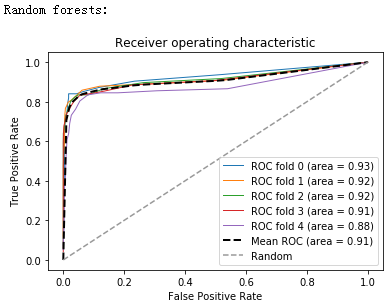 Random forests:
Receiver operating characteristic
True Positive Rate
1.0
0.8
0.6
0.4
0.2
0.0
ROC fold 0 (area = 0.93)
ROC fold 1 (area = 0.92)
ROC fold 2 (area = 0.92)
ROC fold 3 (area = 0.91)
ROC fold 4 (area = 0.88)
Mean ROC (area = 0.91)
Random
0.0 0.2 0.4 0.6 0.8 1.0
False Positive Rate